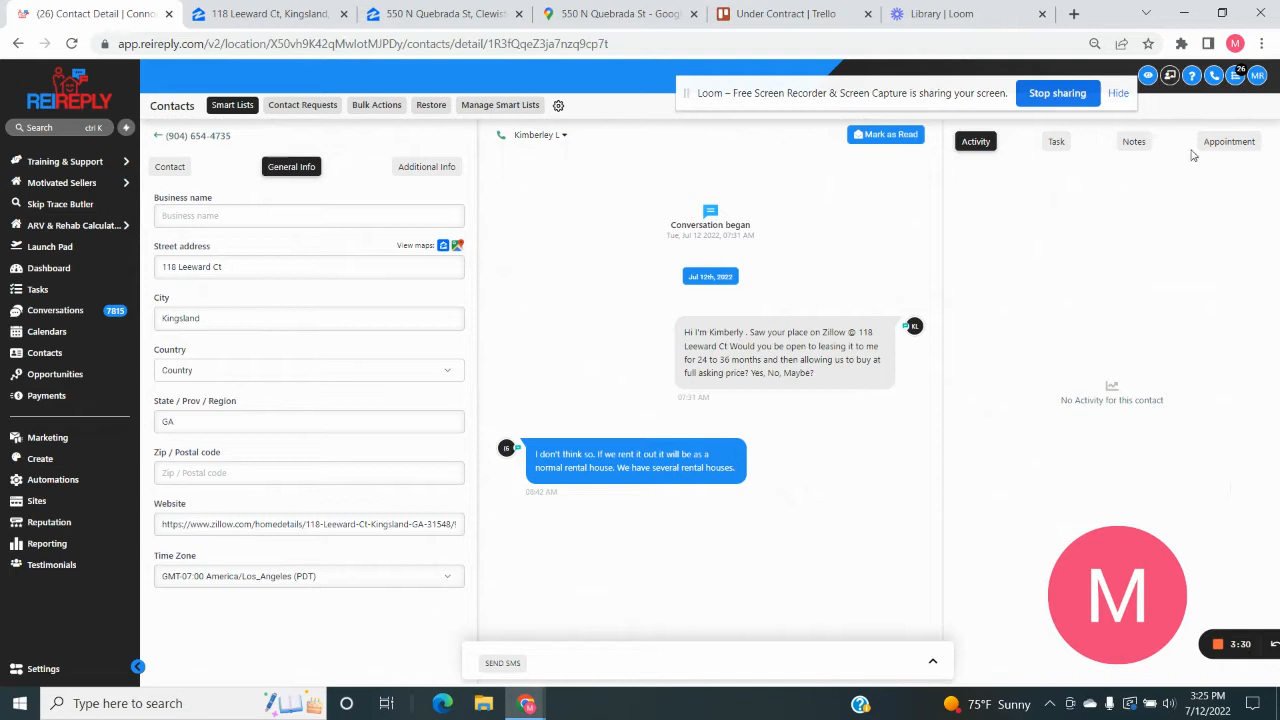 (26) Contact Detail | Conta
118 Leeward Ct, Kingsland,
550 N Quebrada St, Clewist
550 N Quebrada St - Goog
Under Contract | Trello
Library | Loom
app.reireply.com/v2/location/X50vh9K42qMwlotMJPDy/contacts/detail/1R3fQqeZ3ja7nzq9cp7t
M
REIREPLY
Loom – Free Screen Recorder & Screen Capture is sharing your screen.
Stop sharing
Hide
26
MR
Contacts
Smart Lists
Contact Requests
Bulk Actions
Restore
Manage Smart Lists
Search
ctrl K
Training & Support
Motivated Sellers
Skip Trace Butler
ARV & Rehab Calculat...
Launch Pad
Dashboard
Tasks
Conversations
7815
Calendars
Contacts
Opportunities
Payments
Marketing
Create
Automations
Sites
Reputation
Reporting
Testimonials
Settings
(904) 654-4735
Contact
General Info
Additional Info
Business name
Business name
Street address
View maps:
118 Leeward Ct
City
Kingsland
Country
Country
State / Prov / Region
GA
Zip / Postal code
Zip / Postal code
Website
https://www.zillow.com/homedetails/118-Leeward-Ct-Kingsland-GA-31548/9
Time Zone
GMT-07:00 America/Los_Angeles (PDT)
Kimberley L
Mark as Read
Conversation began
Tue, Jul 12 2022, 07:31 AM
Jul 12th, 2022
Hi I'm Kimberly . Saw your place on Zillow @ 118
Leeward Ct Would you be open to leasing it to me
for 24 to 36 months and then allowing us to buy at
full asking price? Yes, No, Maybe?
KL
07:31 AM
I don't think so. If we rent it out it will be as a
normal rental house. We have several rental houses.
08:42 AM
SEND SMS
Activity
Task
Notes
Appointment
No Activity for this contact
M
3:30
Type here to search
75°F Sunny
3:25 PM
7/12/2022